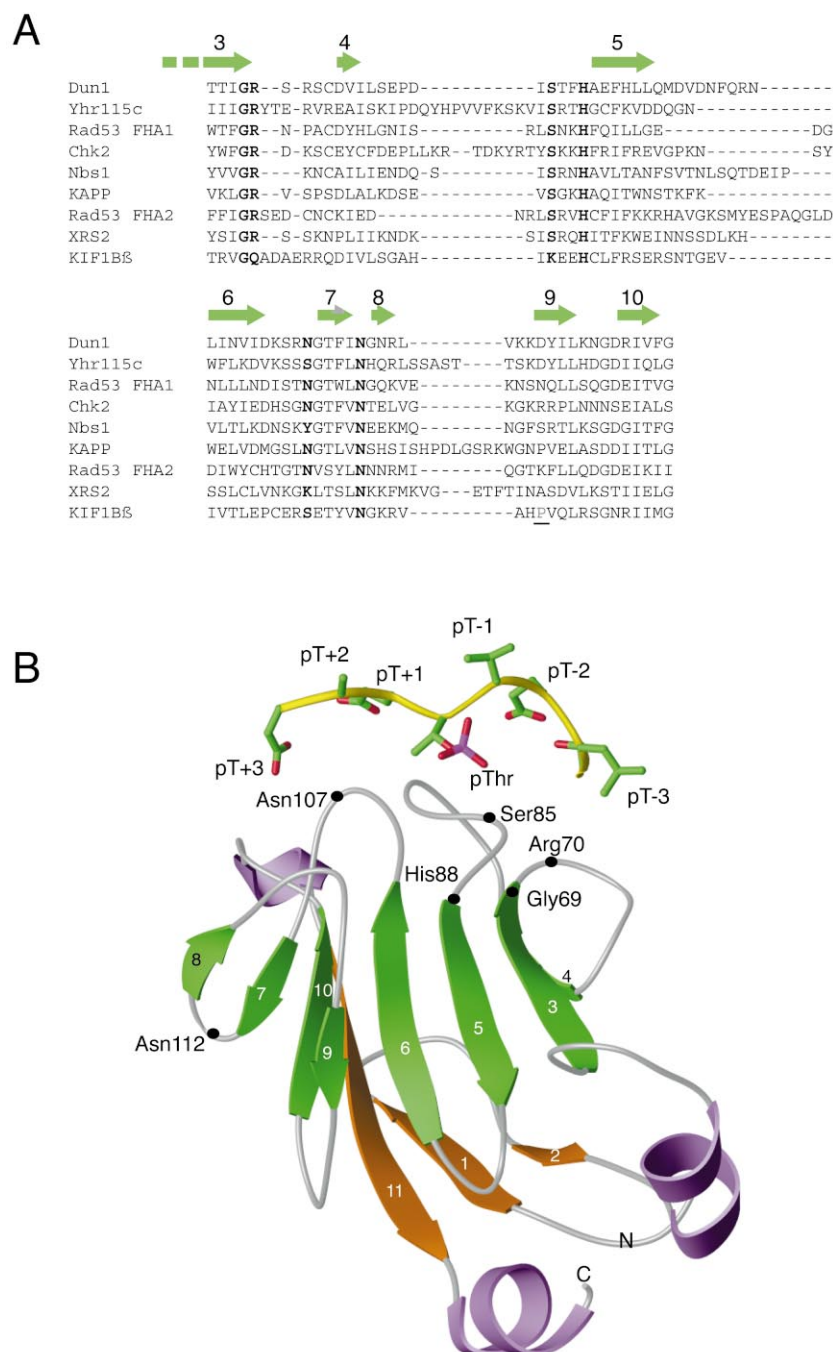 A
3 4 5
Dun1 TTIGR--S-RSCDVILSEPD------------ISTFHAEFHLLQMDVDNFQRN-------
Yhr115c IIIGRYTER-VREAISKIPDQYHPVVFKSKVISRTHGCFKVDDQGN-----------
Rad53 FHA1 WTFGR--N-PACDYHLGNIS----------RLSNKHFQILLGE------------DG
Chk2 YWFGR--D-KSCEYCFDEPLLKR--TDKYRTYSKKHFRIFREVGPKN-------SY
Nbs1 YVVGR---KNCAILIENDQ-S---------ISRNHAVLTANFSVTNLSQTDEIP----
KAPP VKLGR--V-SPSDLALKDSE----------VSGKHAQITWNSTKFK------------
Rad53 FHA2 FFIGRSED-CNCKIED-------------NRLSRVHCFIFKKRHAVGKSMYESPAQGLD
XRS2 YSIGR--S-SKNPLIIKNDK---------SISRQHITFKWEINNSSDLKH-------
KIF1Bß TRVGQADAERRQDIVLSGAH----------IKEEHCLFRSERSNTGEV---------
6 7 8 9 10
Dun1 LINVIDKSRNGTFINGNRL---------VKKDYILKNGDRIVFG
Yhr115c WFLKDVKSSSGTFLNHQRLSSAST----TSKDYLLHDGDIIQLG
Rad53 FHA1 NLLLNDISTNGTWLNGQKVE--------KNSNQLLSQGDEITVG
Chk2 IAYIEDHSGNGTFVNTELVG--------KGKRRPLNNNSEIALS
Nbs1 VLTLKDNSKYGTFVNEEKMQ--------NGFSRTLKSGDGITFG
KAPP WELVDMGSLNGTLVNSHSISHPDLGSRKWGNPVELASDDIITLG
Rad53 FHA2 DIWYCHTGTNVSYLNNNRMI--------QGTKFLLQDGDEIKII
XRS2 SSLCLVNKGKLTSLNKKFMKVG---ETFTINASDVLKSTIIELG
KIF1Bß IVTLEPCERSETYVNGKRV---------AHPVQLRSGNRIIMG
B
pT-1
pT+2
pT+1
pT-2
pT+3
pThr
pT-3
Asn107
Ser85
Arg70
His88
Gly69
8
7
10
4
3
5
Asn112
9
6
1
2
11
N
C